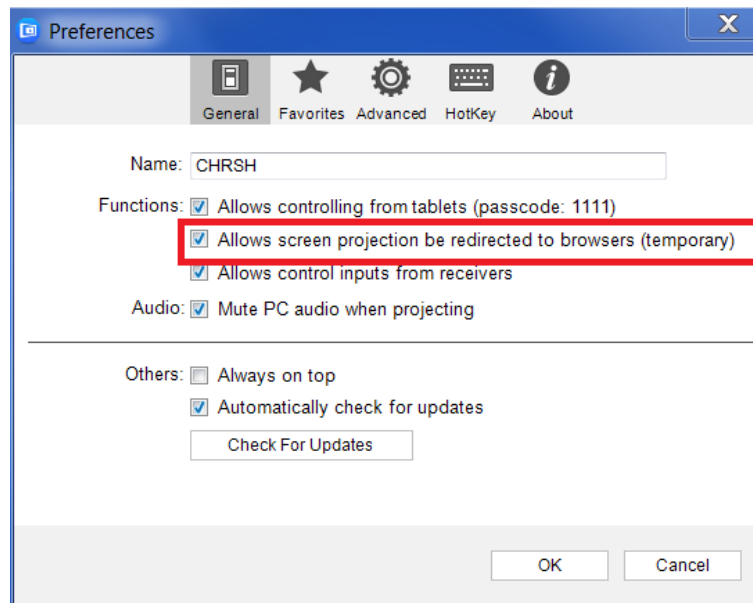 Preferences
X
General Favorites Advanced HotKey About
Name: CHRSH
Functions: Allows controlling from tablets (passcode: 1111)
Allows screen projection be redirected to browsers (temporary)
Allows control inputs from receivers
Audio: Mute PC audio when projecting
Others: Always on top
Automatically check for updates
Check For Updates
OK Cancel